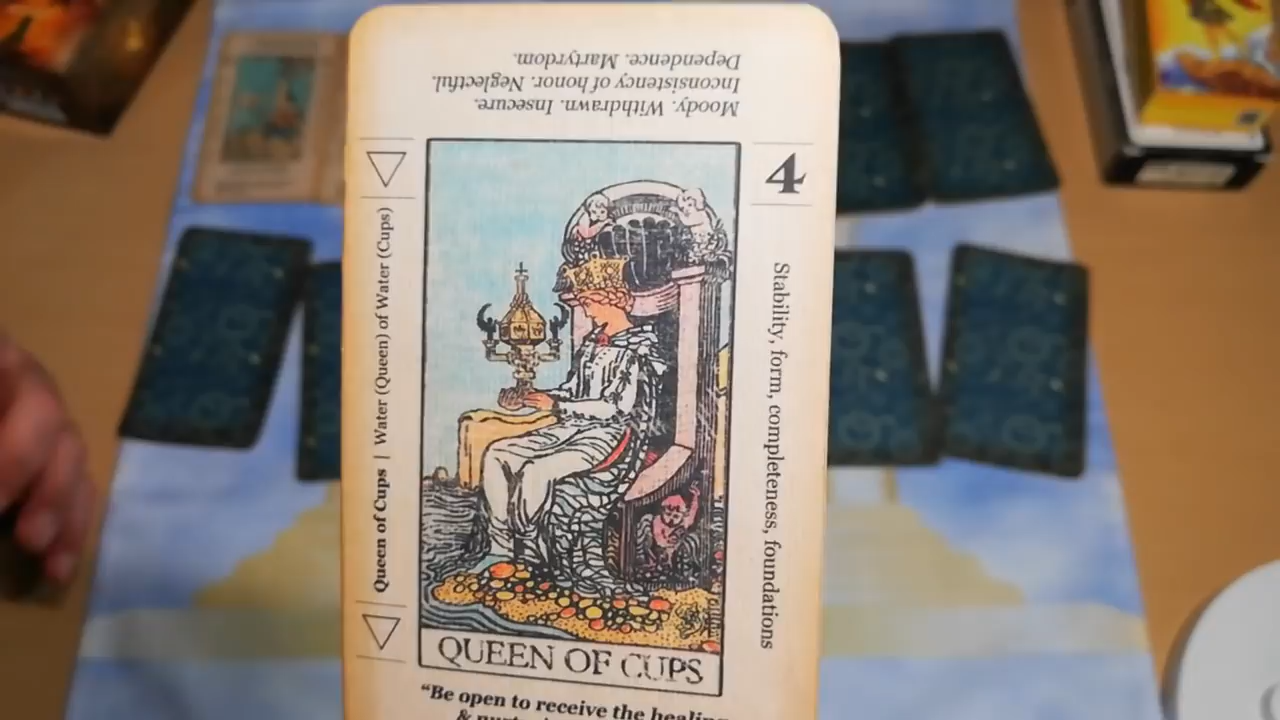 Moody. Withdrawn. Insecure.
Inconsistency of honor. Neglectful.
Dependence. Martyrdom.
4
Queen of Cups | Water (Queen) of Water (Cups)
Stability, form, completeness, foundations
QUEEN OF CUPS
“Be open to receive the healing
&